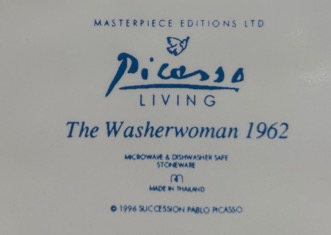 MASTERPIECE EDITIONS LTD
Picasso
LIVING
The Washerwoman 1962
MICROWAVE & DISHWASHER SAFE
STONEWARE
MADE IN THAILAND
© 1996 SUCCESSION PABLO PICASSO